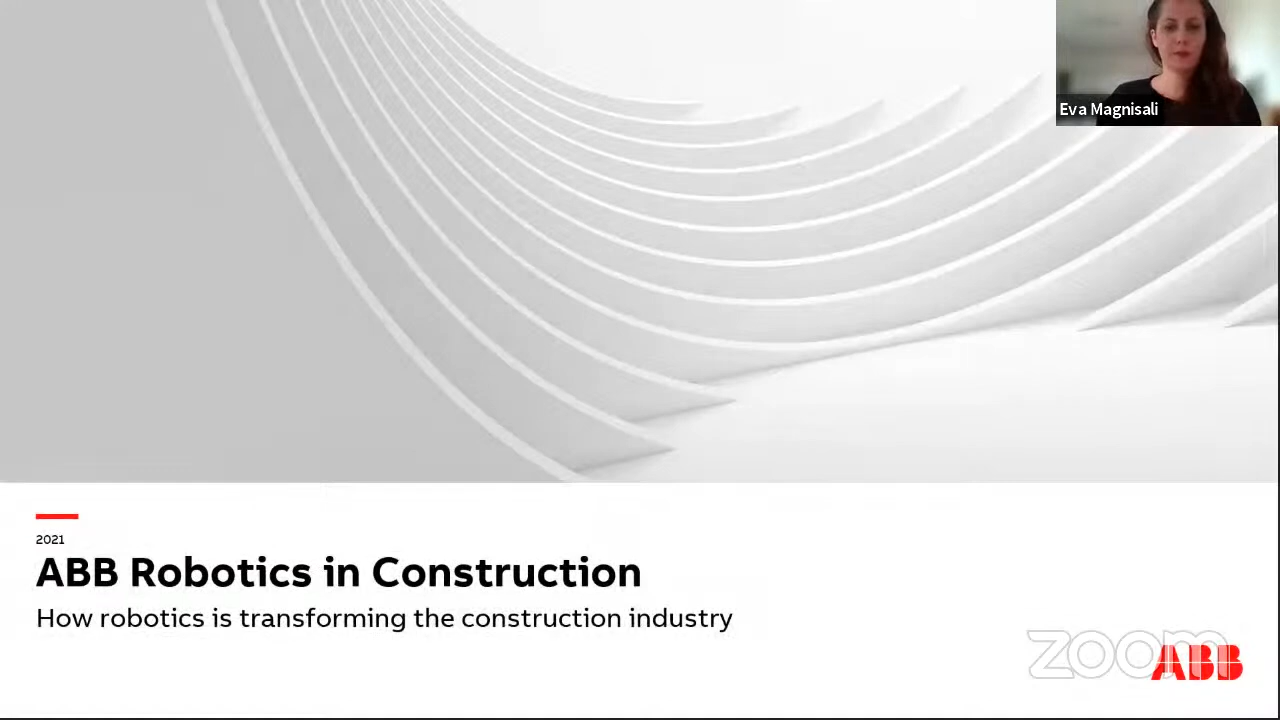 Eva Magnisali
2021
ABB Robotics in Construction
How robotics is transforming the construction industry
zoom
ABB